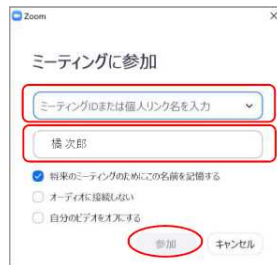 Zoom
ミーティングに参加
ミーティングIDまたは個人リンク名を入力
橘 次郎
将来のミーティングのためにこの名前を記憶する
オーディオに接続しない
自分のビデオをオフにする
参加 キャンセル